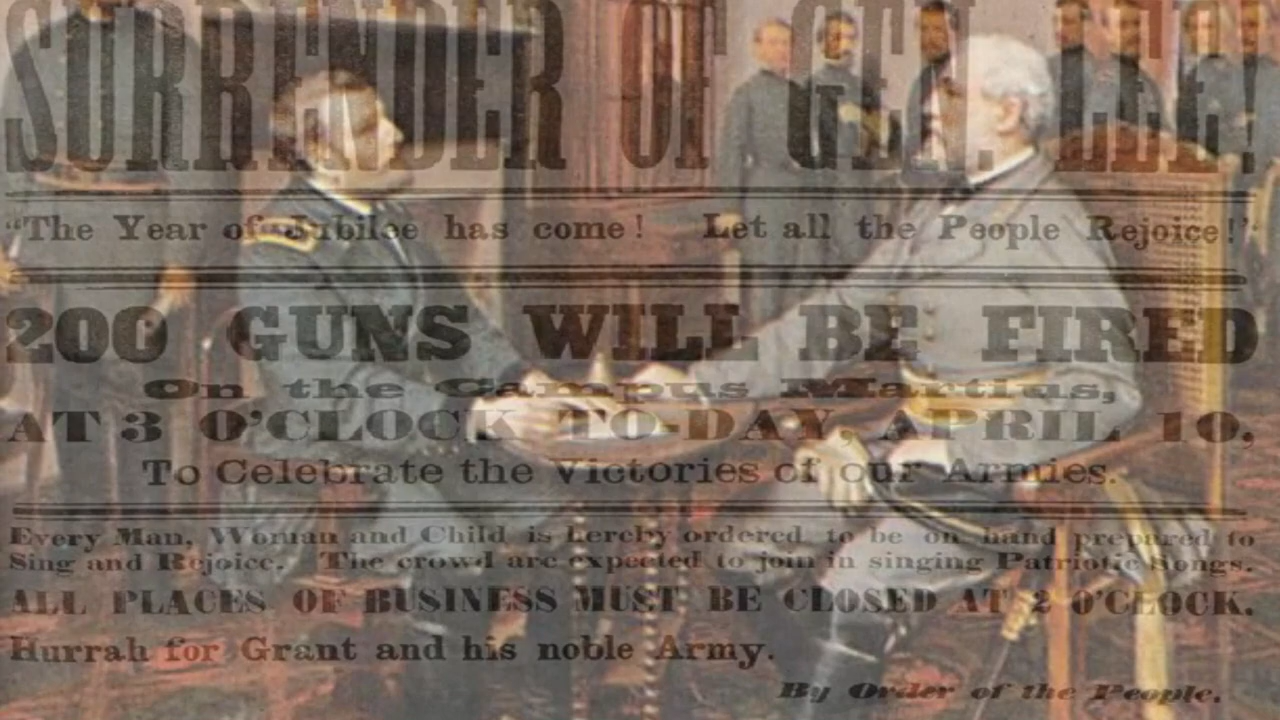 SURRENDER OF GEN. LEE!
"The Year of Jubilee has come! Let all the People Rejoice!"
200 GUNS WILL BE FIRED
On the Campus Martius,
AT 3 O'CLOCK TO-DAY, APRIL 10,
To Celebrate the Victories of our Armies.
Every Man, Woman and Child is hereby ordered to be on hand prepared to
Sing and Rejoice. The crowd are expected to join in singing Patriotic Songs.
ALL PLACES OF BUSINESS MUST BE CLOSED AT 2 O'CLOCK.
Hurrah for Grant and his noble Army.
By Order of the People.